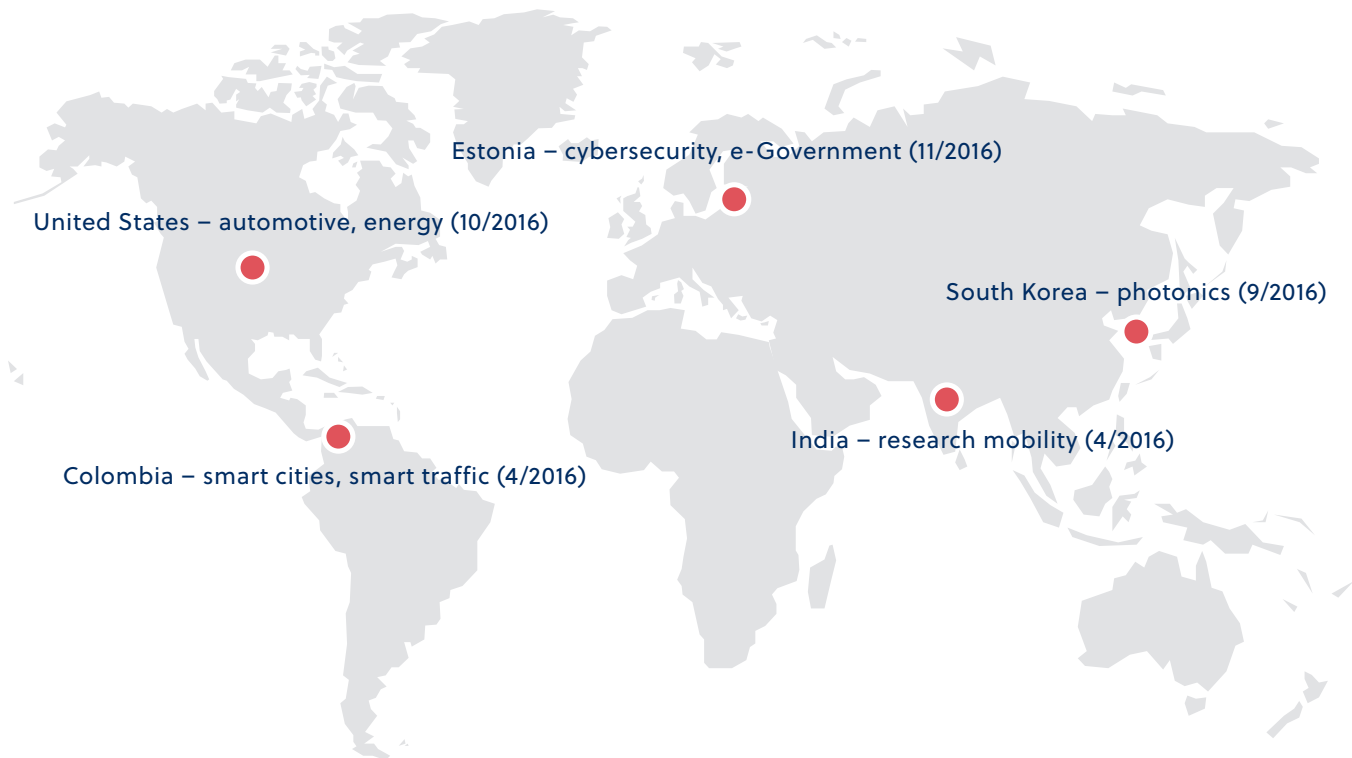 Estonia – cybersecurity, e-Government (11/2016)
United States – automotive, energy (10/2016)
South Korea – photonics (9/2016)
India – research mobility (4/2016)
Colombia – smart cities, smart traffic (4/2016)